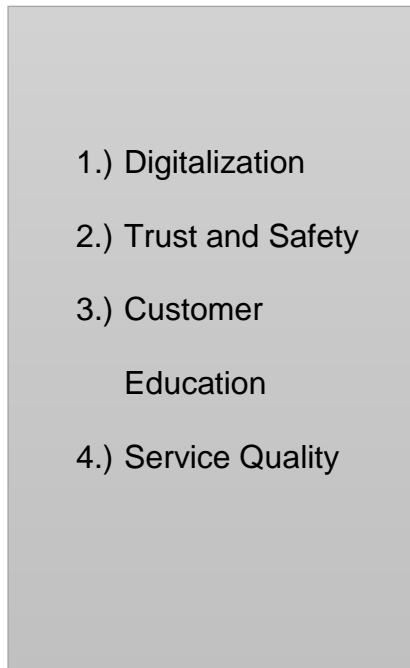 1.) Digitalization
2.) Trust and Safety
3.) Customer
Education
4.) Service Quality